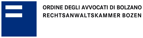 ORDINE DEGLI AVVOCATI DI BOLZANO
RECHTSANWALTSKAMMER BOZEN